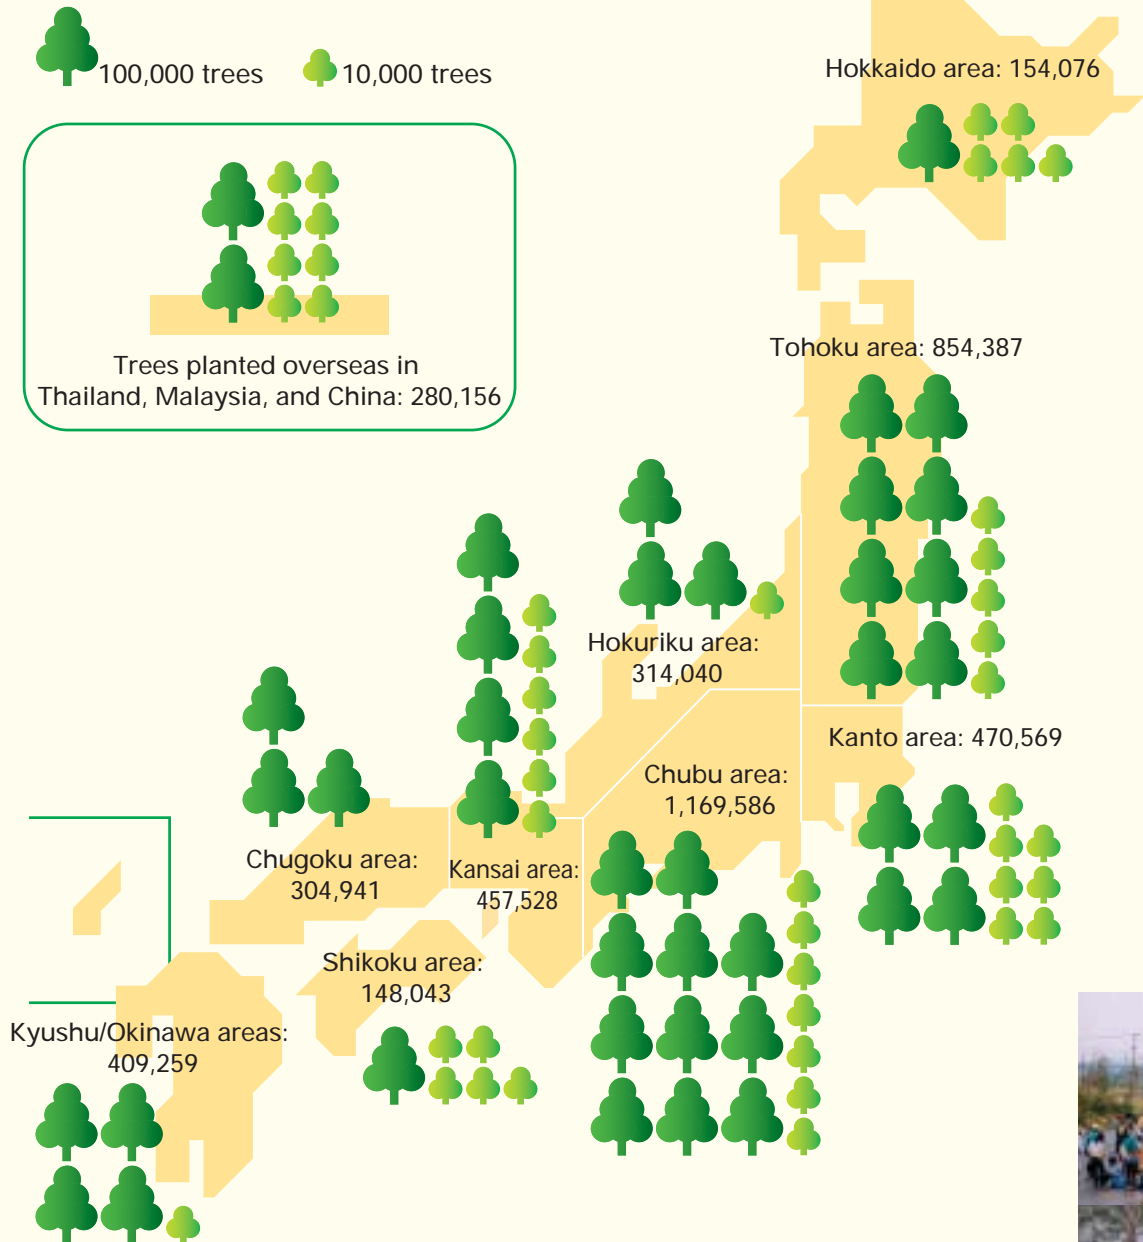 100,000 trees
10,000 trees
Hokkaido area: 154,076
Trees planted overseas in
Thailand, Malaysia, and China: 280,156
Tohoku area: 854,387
Hokuriku area:
314,040
Kanto area: 470,569
Chubu area:
1,169,586
Chugoku area:
304,941
Kansai area:
457,528
Shikoku area:
148,043
Kyushu/Okinawa areas:
409,259